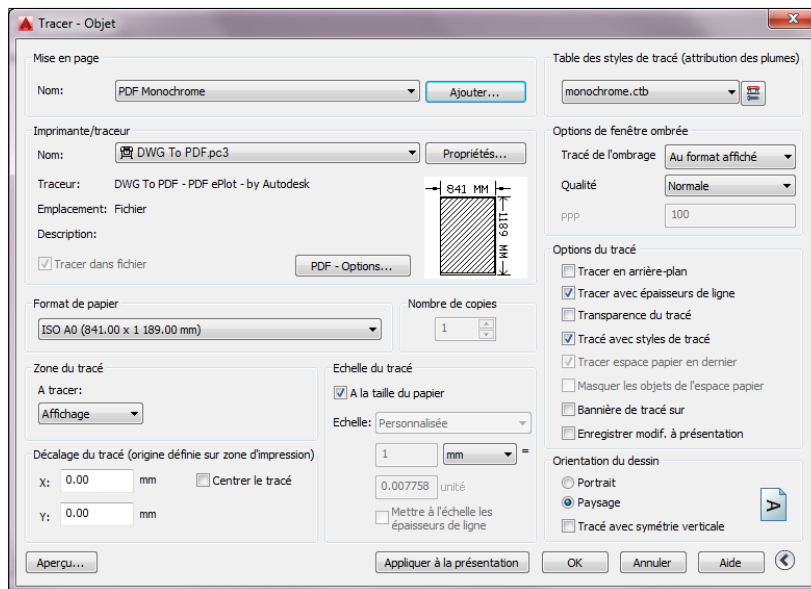 Tracer - Objet
Mise en page
Nom: PDF Monochrome Ajouter...
Table des styles de tracé (attribution des plumes)
monochrome.ctb
Imprimante/traceur
Nom: DWG To PDF.pc3 Propriétés...
Traceur: DWG To PDF - PDF ePlot - by Autodesk
Emplacement: Fichier
Description:
Tracer dans fichier
PDF - Options...
841 MM
1189 MM
Options de fenêtre ombrée
Tracé de l'ombrage Au format affiché
Qualité Normale
PPP 100
Format de papier
ISO A0 (841.00 x 1 189.00 mm)
Nombre de copies
1
Options du tracé
Tracer en arrière-plan
Tracer avec épaisseurs de ligne
Transparence du tracé
Tracé avec styles de tracé
Tracer espace papier en dernier
Masquer les objets de l'espace papier
Bannière de tracé sur
Enregistrer modif. à présentation
Zone du tracé
A tracer:
Affichage
Echelle du tracé
A la taille du papier
Echelle: Personnalisée
1 mm =
0.007758 unité
Mettre à l'échelle les
épaisseurs de ligne
Décalage du tracé (origine définie sur zone d'impression)
X: 0.00 mm Centrer le tracé
Y: 0.00 mm
Orientation du dessin
Portrait
Paysage
Tracé avec symétrie verticale
A
Aperçu... Appliquer à la présentation OK Annuler Aide